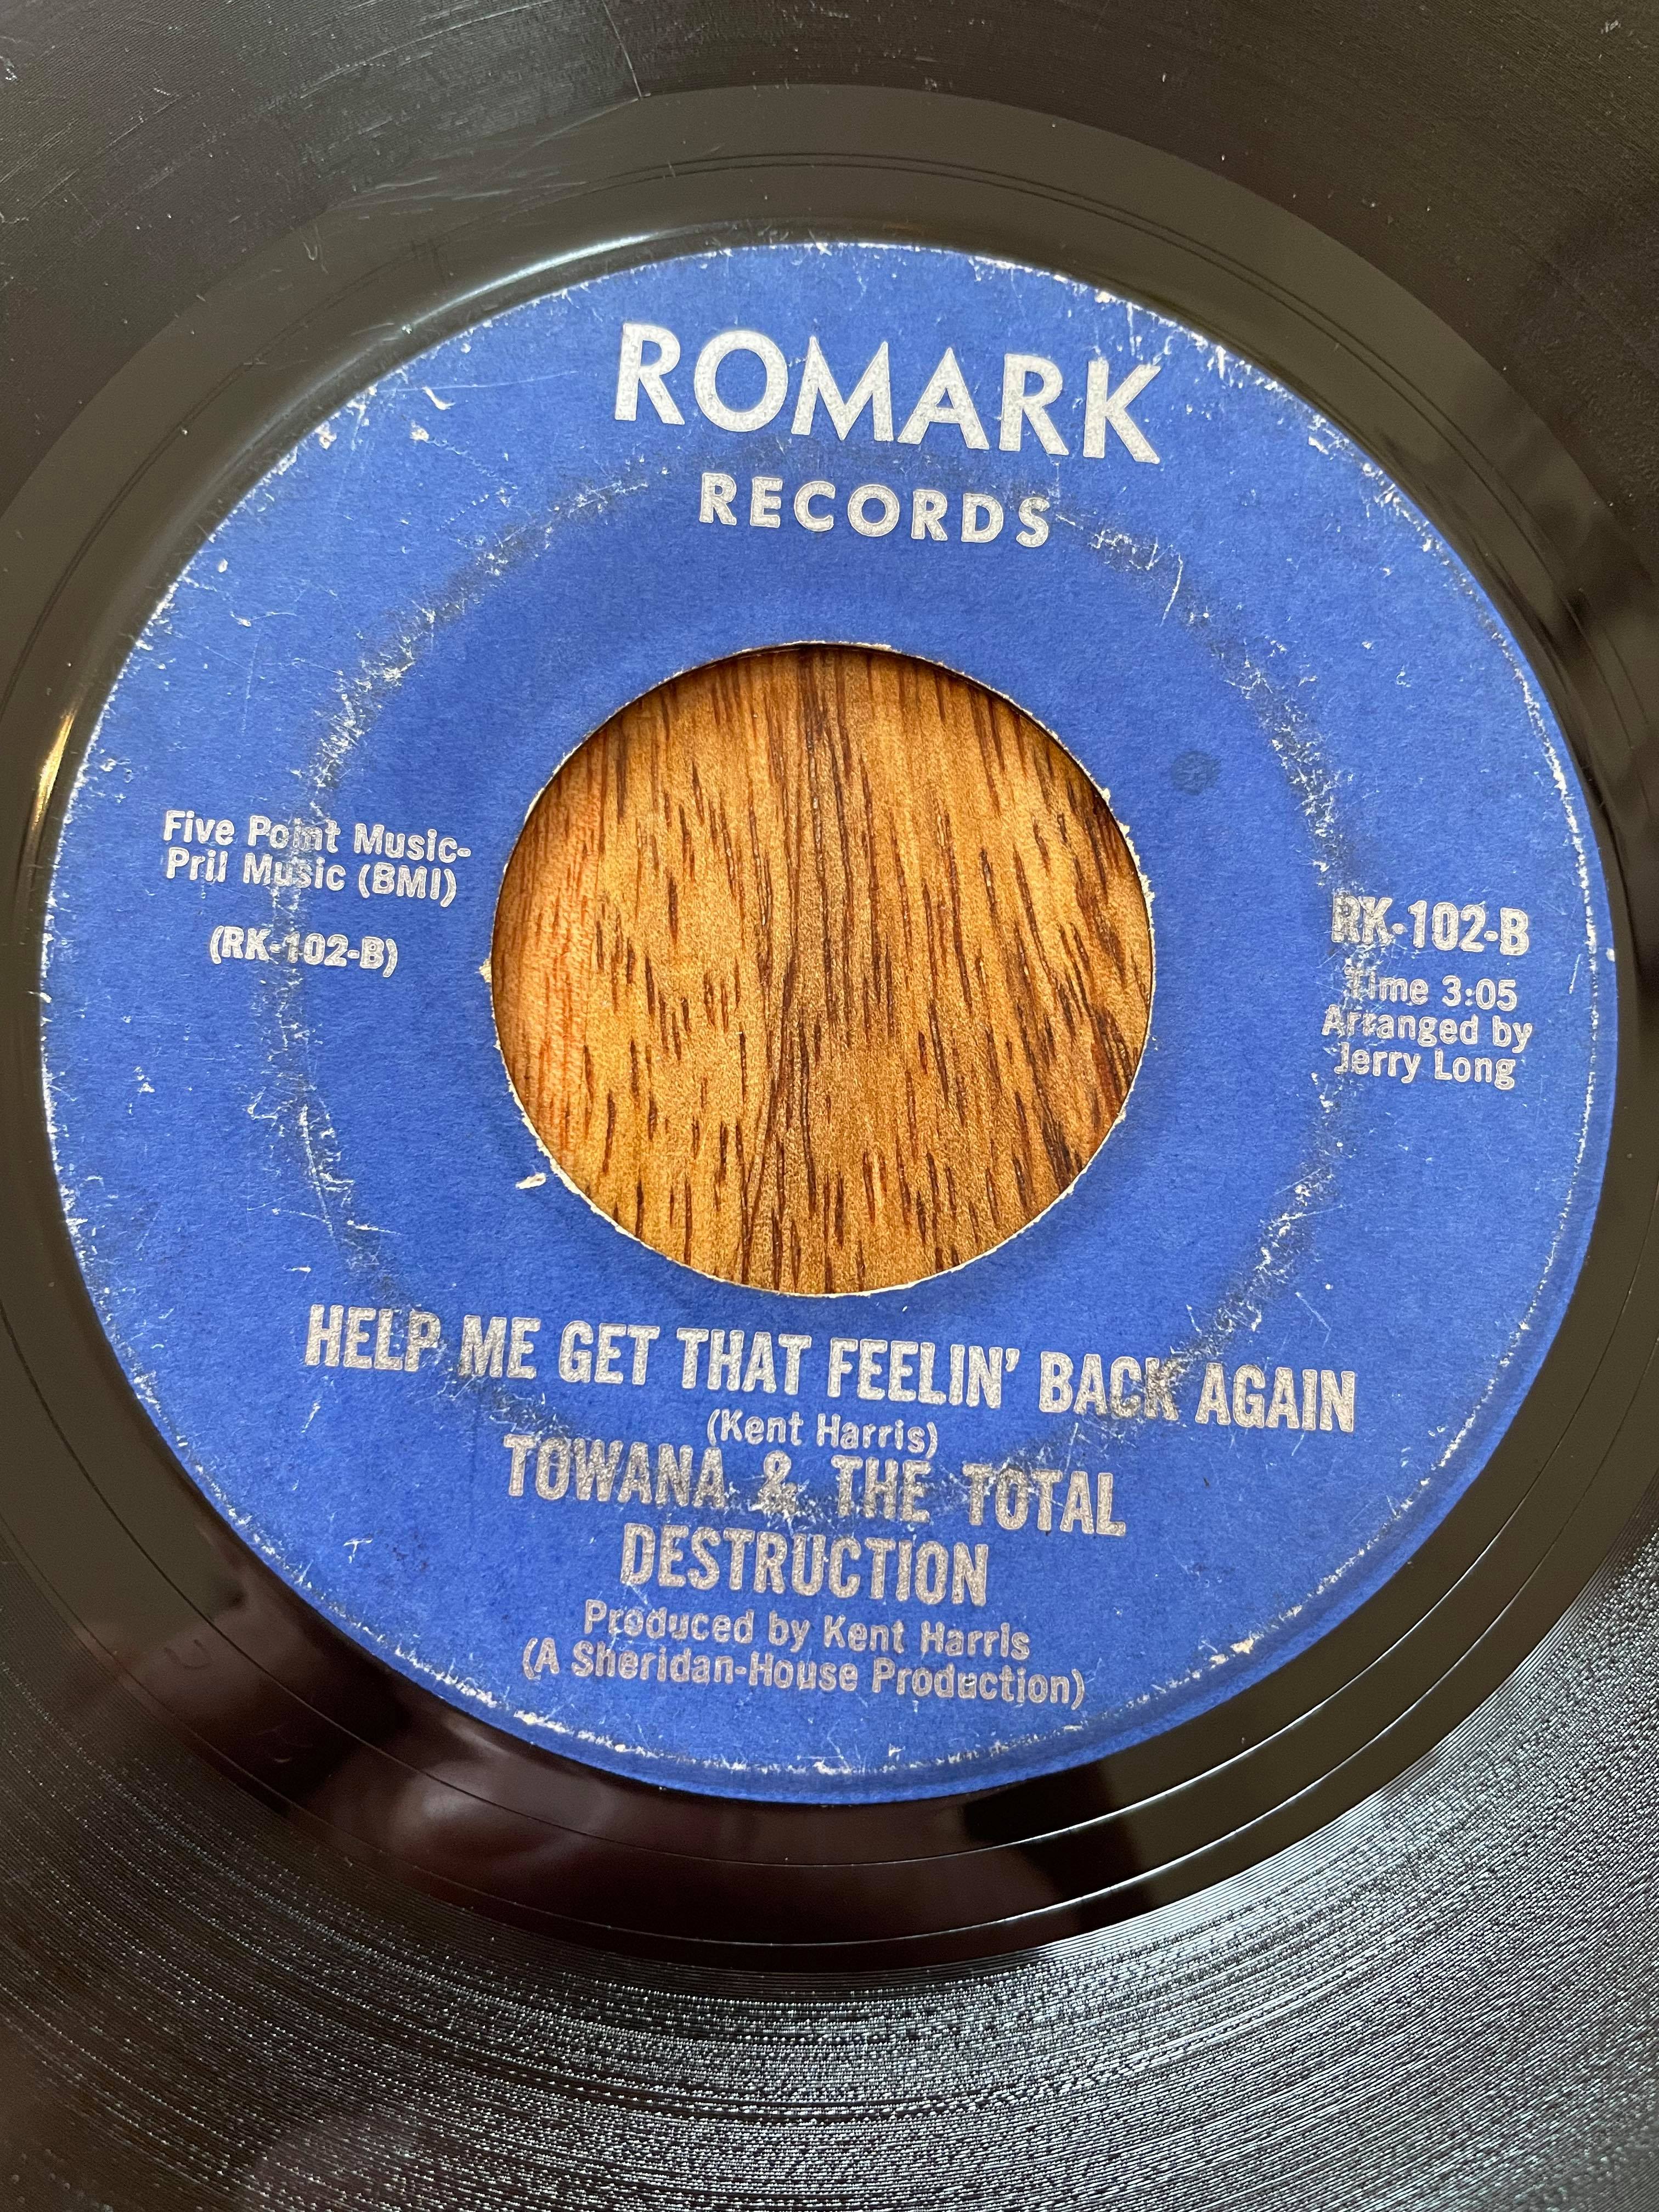 ROMARK
RECORDS
Five Point Music-
Pril Music (BMI)
(RK-102-B)
RK-102-B
Time 3:05
Arranged by
Jerry Long
HELP ME GET THAT FEELIN' BACK AGAIN
(Kent Harris)
TOWANA & THE TOTAL
DESTRUCTION
Produced by Kent Harris
(A Sheridan-House Production)